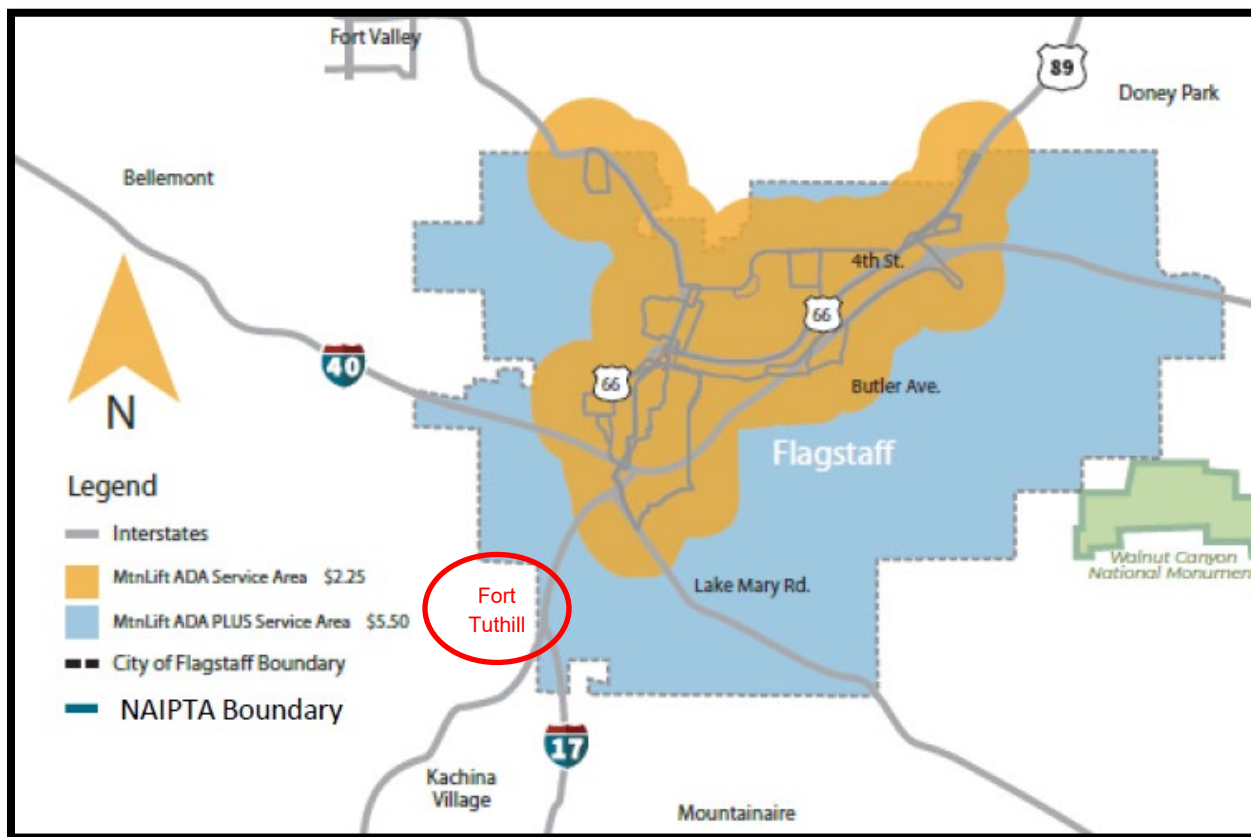 Fort Valley
89
Doney Park
Bellemont
4th St.
66
40
66
Butler Ave.
N
Flagstaff
Legend
Interstates
MtnLift ADA Service Area $2.25
MtnLift ADA PLUS Service Area $5.50
City of Flagstaff Boundary
NAIPTA Boundary
Fort
Tuthill
Lake Mary Rd.
Walnut Canyon
National Monument
17
Kachina
Village
Mountainaire